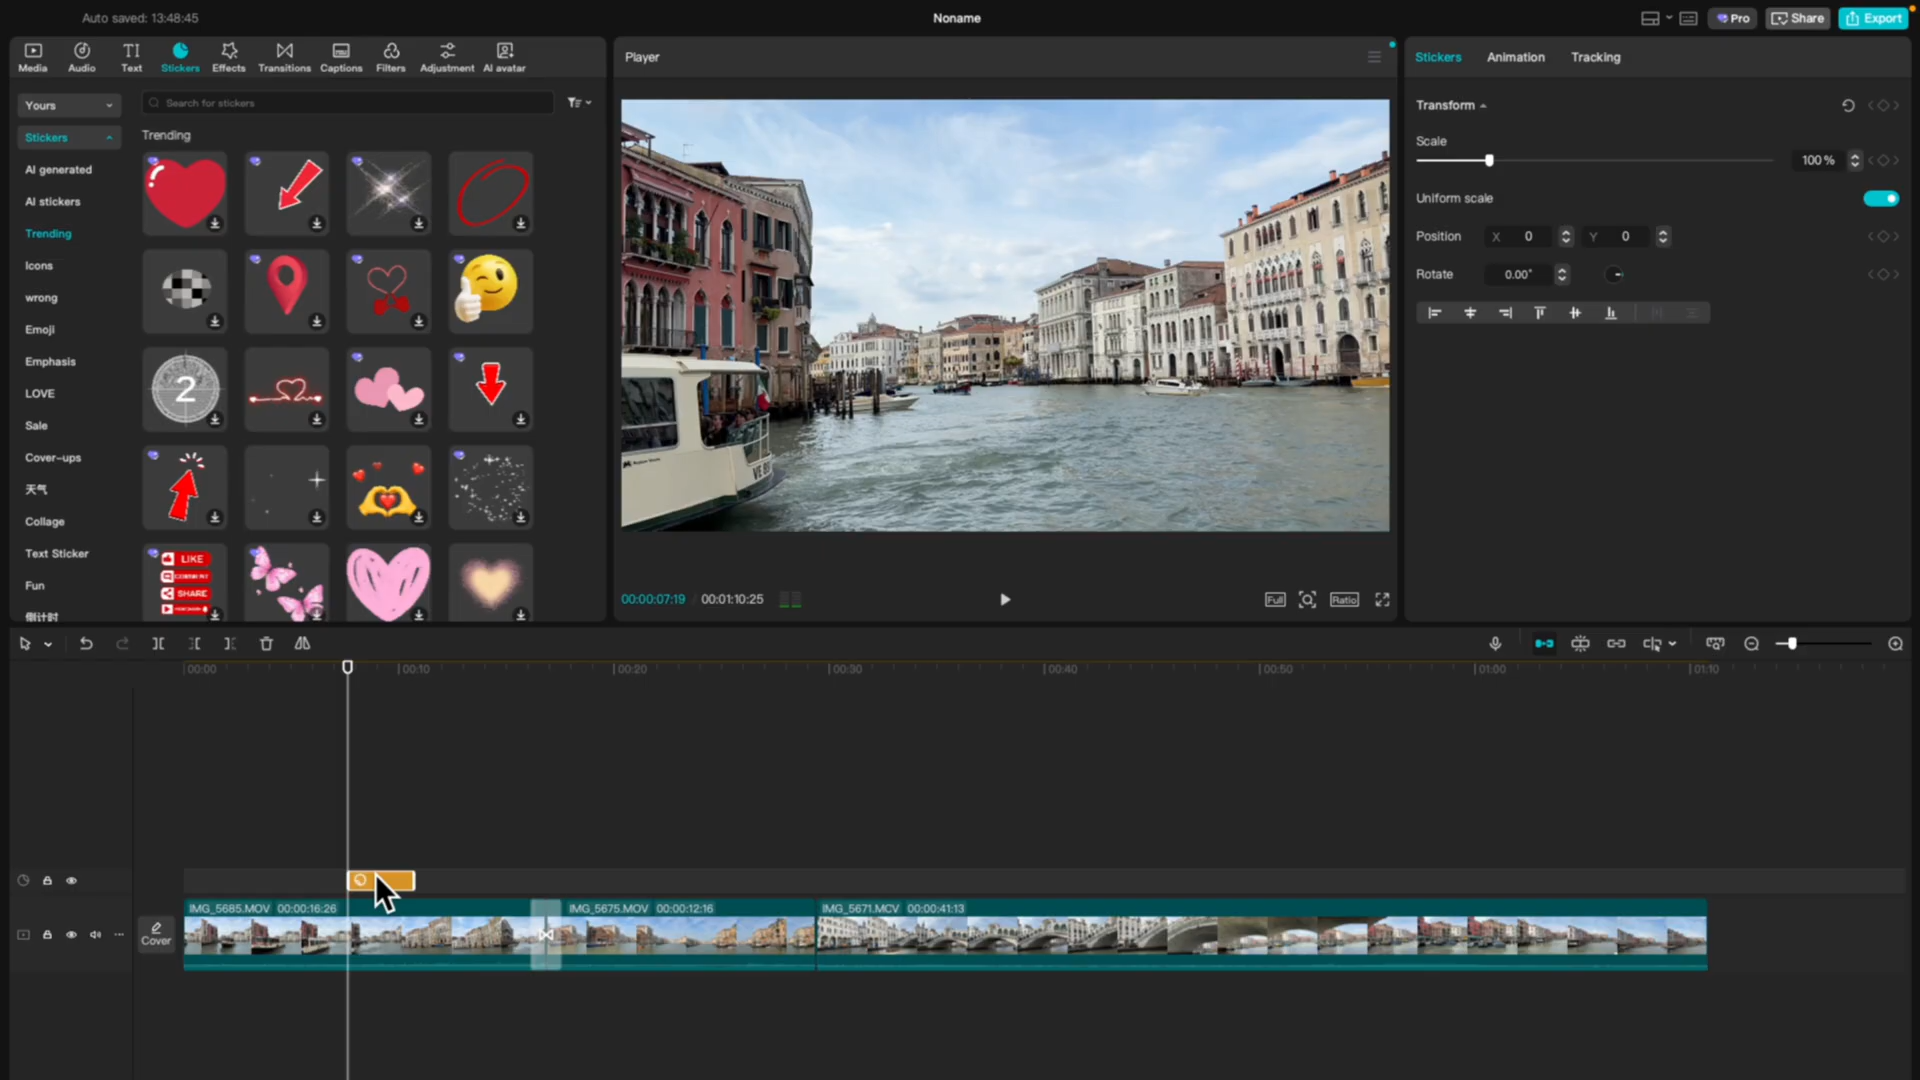 Auto saved: 13:48:45
Noname
Pro
Share
Export
Media
Audio
TI
Text
Stickers
Effects
Transitions
Captions
Filters
Adjustment
AI avatar
Yours
Search for stickers
Stickers
Trending
AI generated
AI stickers
Trending
Icons
wrong
Emoji
Emphasis
LOVE
Sale
Cover-ups
天气
Collage
Text Sticker
Fun
倒计时
2
LIKE
COMMENT
SHARE
Player
00:00:07:19 / 00:01:10:25
Full
Ratio
Stickers
Animation
Tracking
Transform
Scale
100 %
Uniform scale
Position X 0 Y 0
Rotate 0.00°
00:00
00:10
00:20
00:30
00:40
00:50
01:00
01:10
IMG_5685.MOV 00:00:16:26
IMG_5675.MOV 00:00:12:16
IMG_5671.MCV 00:00:41:13
Cover